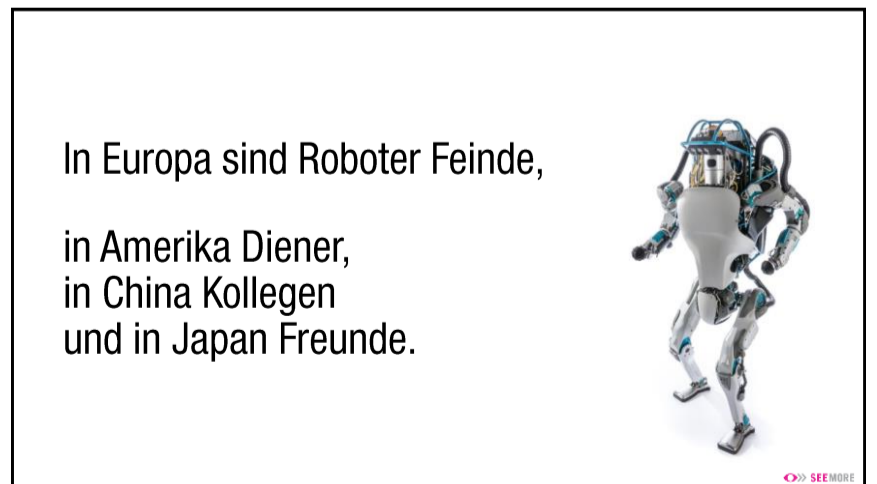 In Europa sind Roboter Feinde,
in Amerika Diener,
in China Kollegen
und in Japan Freunde.
SEEMORE